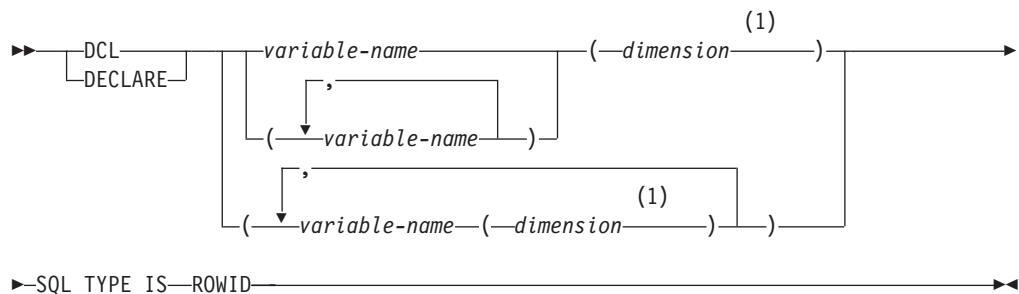 (1)
DCL variable-name ( dimension )
DECLARE ,
( variable-name )
,
(1)
( variable-name ( dimension ) )
SQL TYPE IS ROWID